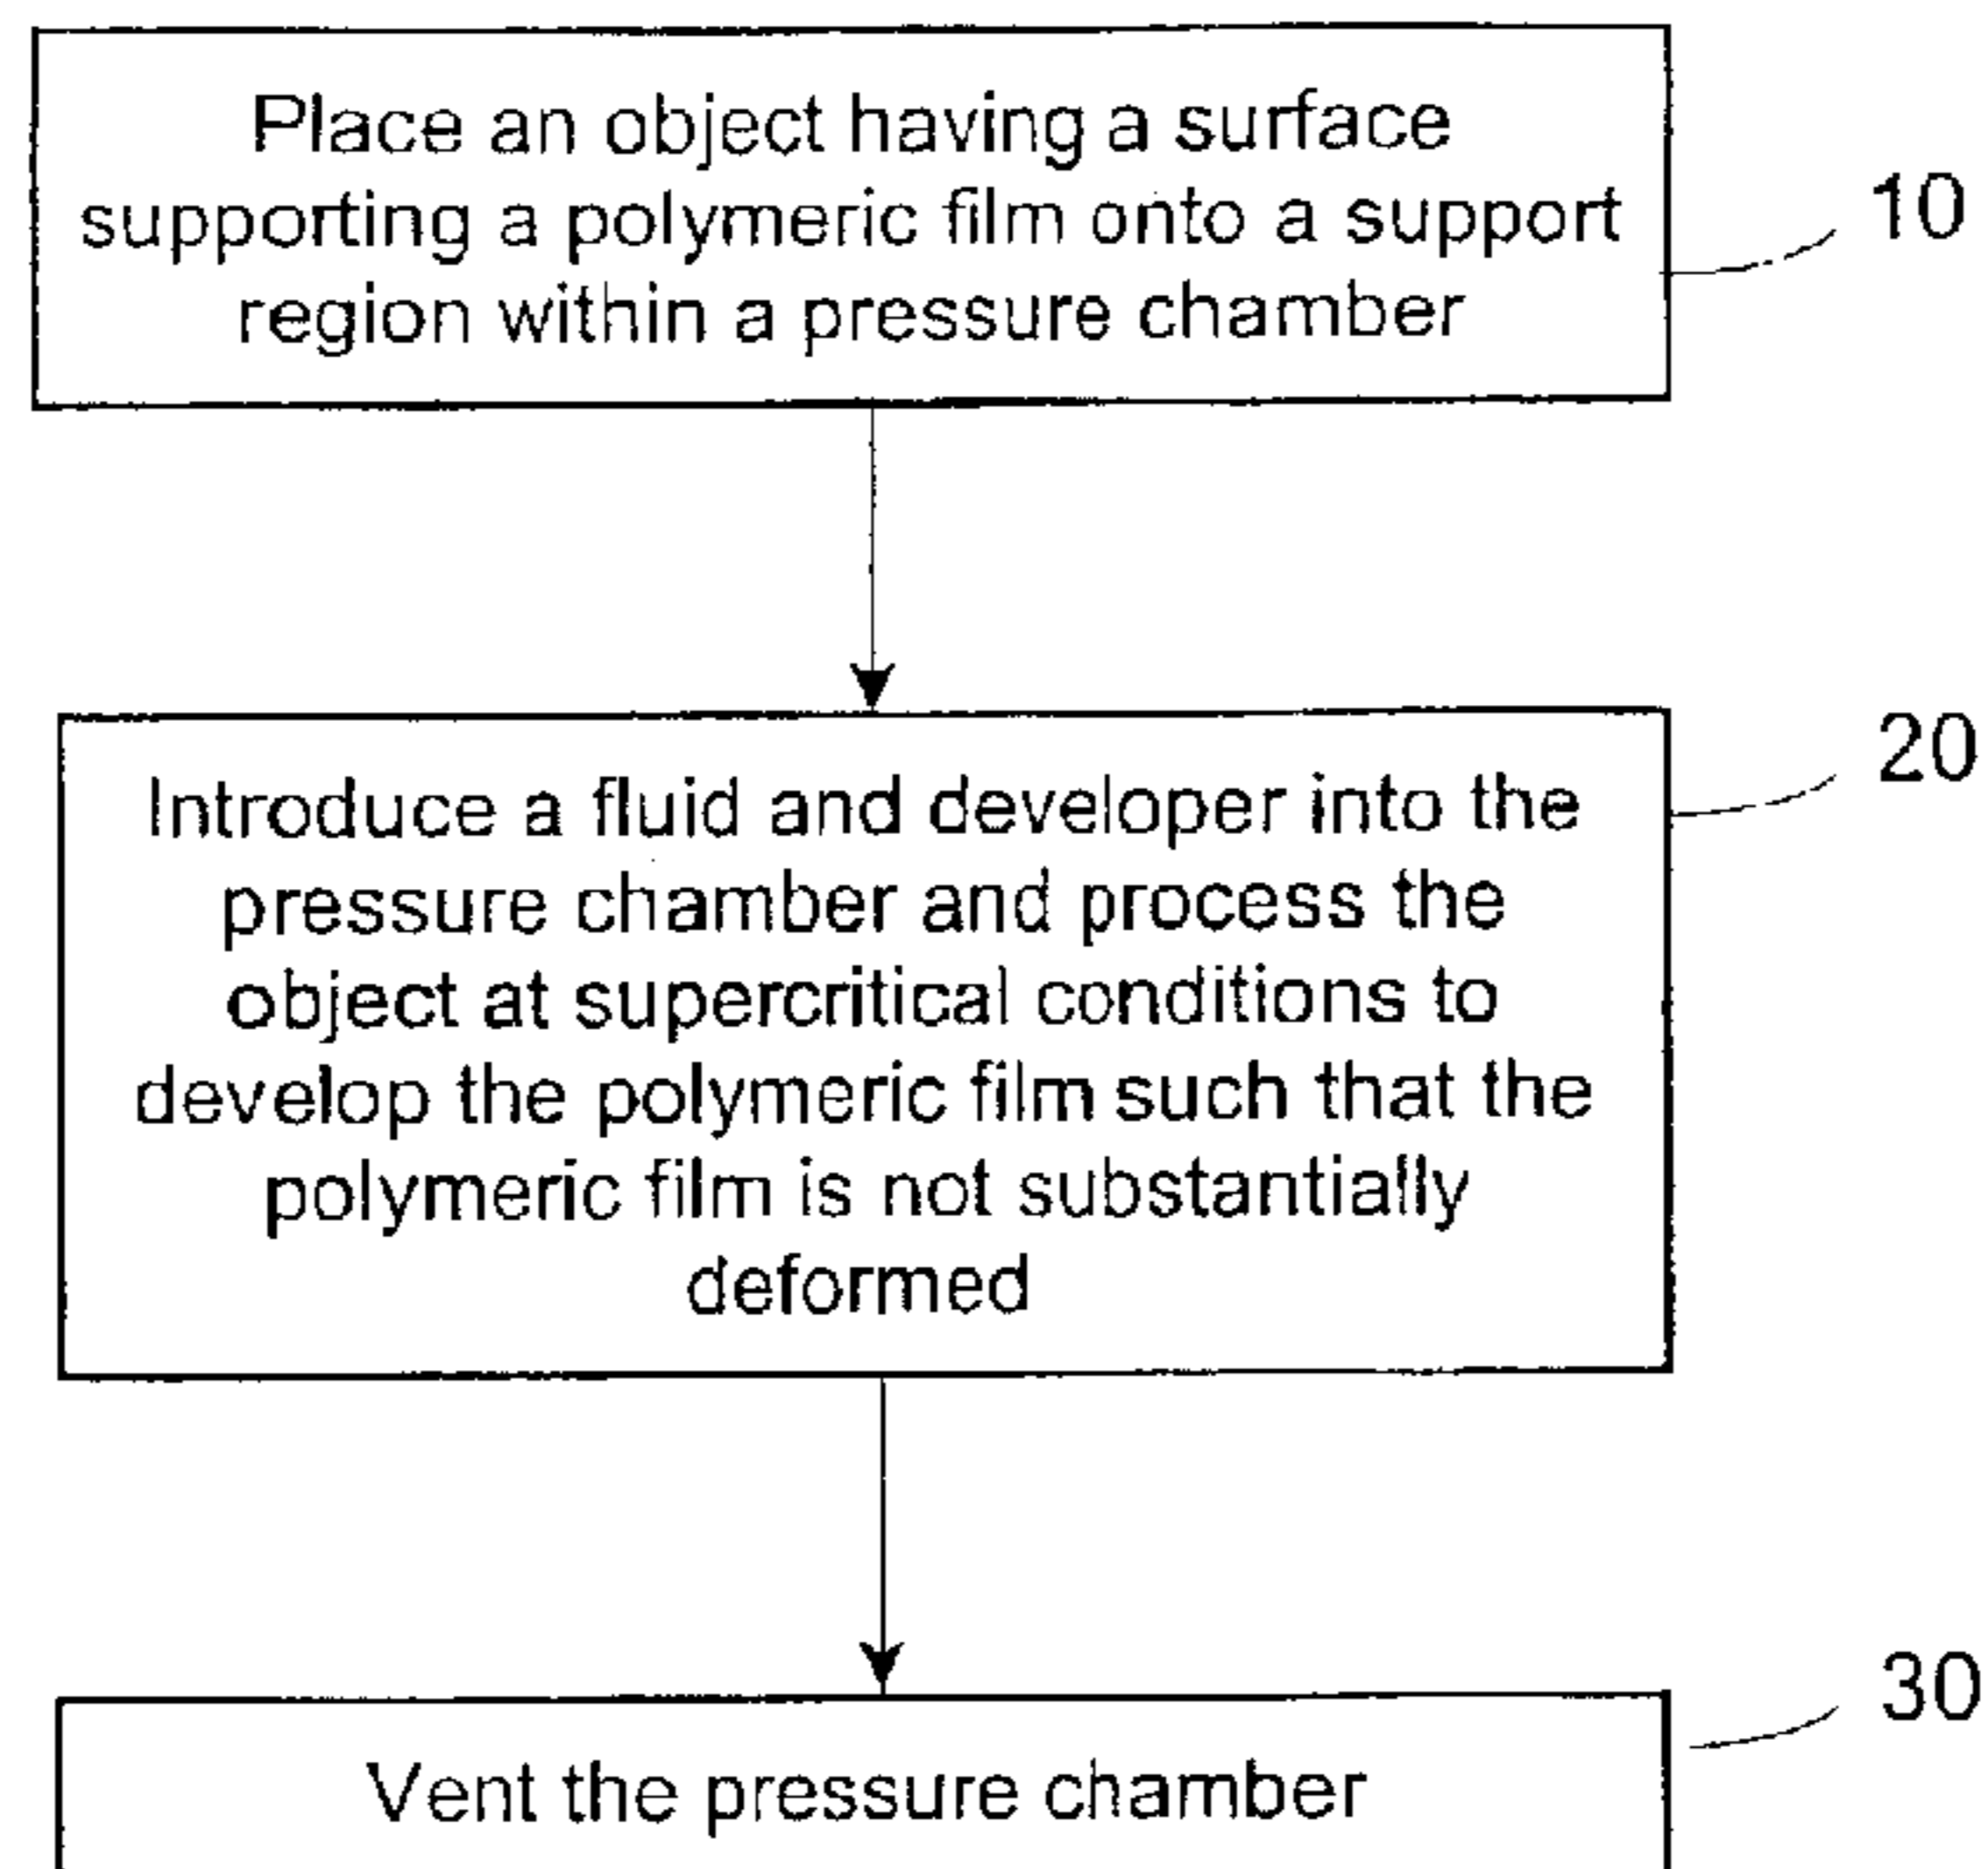 Place an object having a surface
supporting a polymeric film onto a support
region within a pressure chamber
10
Introduce a fluid and developer into the
pressure chamber and process the
object at supercritical conditions to
develop the polymeric film such that the
polymeric film is not substantially
deformed
20
Vent the pressure chamber
30